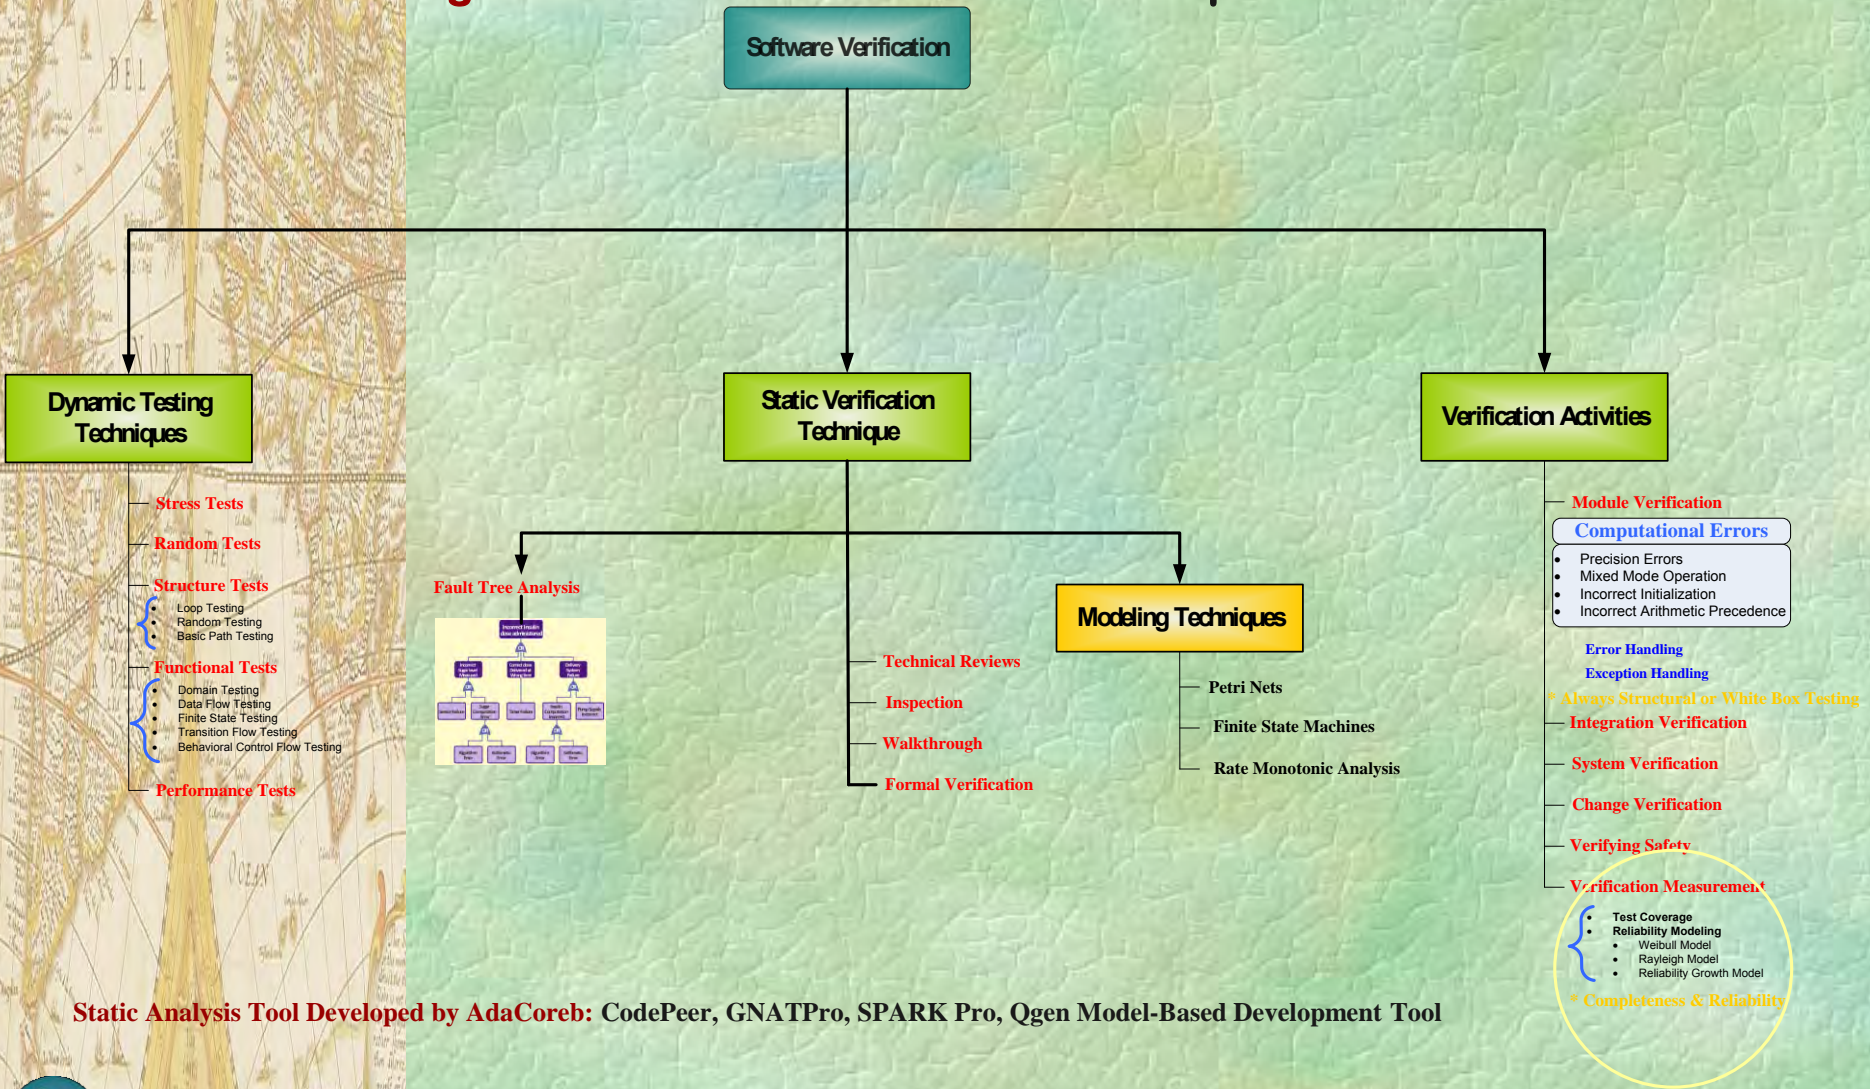 Software Verification
Dynamic Testing
Techniques
Stress Tests
Random Tests
Structure Tests
• Loop Testing
• Random Testing
• Basic Path Testing
Functional Tests
• Domain Testing
• Data Flow Testing
• Finite State Testing
• Transition Flow Testing
• Behavioral Control Flow Testing
Performance Tests
Static Verification
Technique
Fault Tree Analysis
Incorrect Insulin
dose administered
Technical Reviews
Inspection
Walkthrough
Formal Verification
Modeling Techniques
Petri Nets
Finite State Machines
Rate Monotonic Analysis
Verification Activities
Module Verification
Computational Errors
• Precision Errors
• Mixed Mode Operation
• Incorrect Initialization
• Incorrect Arithmetic Precedence
Error Handling
Exception Handling
* Always Structural or White Box Testing
Integration Verification
System Verification
Change Verification
Verifying Safety
Verification Measurement
• Test Coverage
• Reliability Modeling
• Weibull Model
• Rayleigh Model
• Reliability Growth Model
* Completeness & Reliability
Static Analysis Tool Developed by AdaCoreb: CodePeer, GNATPro, SPARK Pro, Qgen Model-Based Development Tool